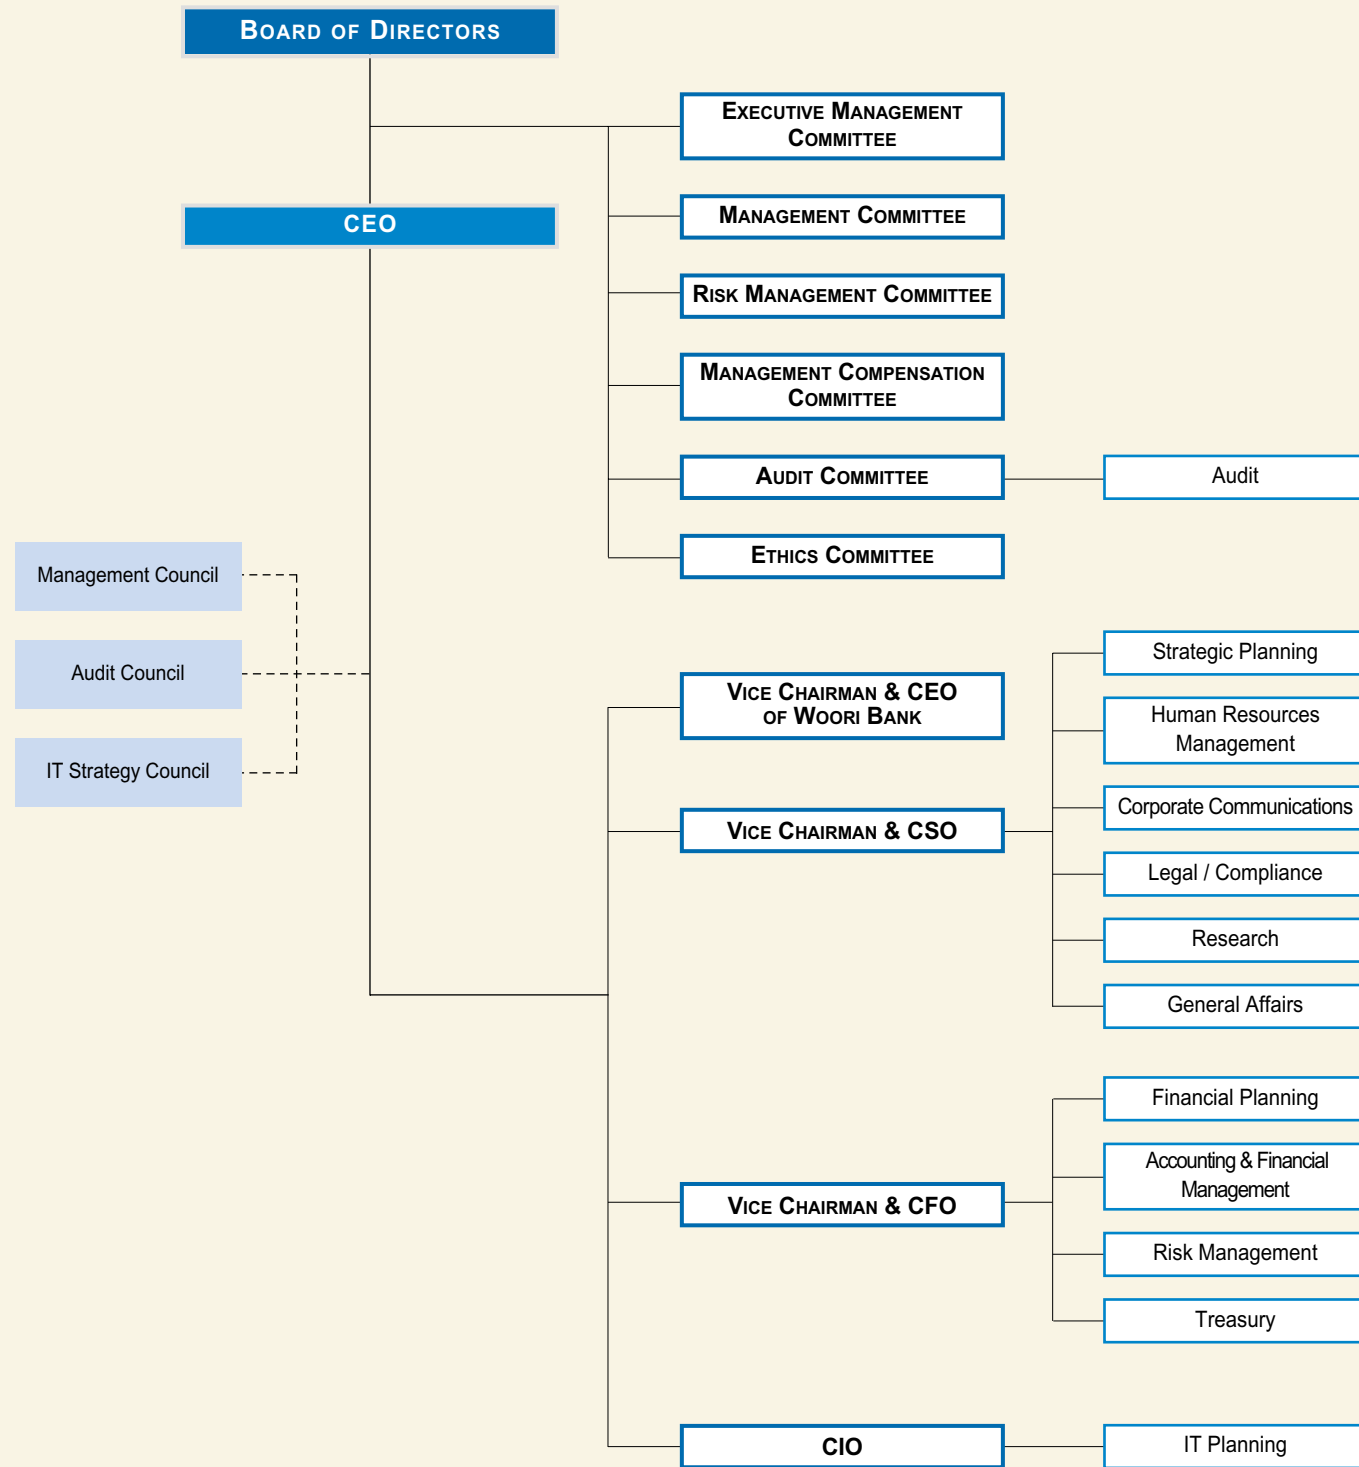 BOARD OF DIRECTORS
EXECUTIVE MANAGEMENT
COMMITTEE
CEO
MANAGEMENT COMMITTEE
RISK MANAGEMENT COMMITTEE
MANAGEMENT COMPENSATION
COMMITTEE
AUDIT COMMITTEE
Audit
ETHICS COMMITTEE
Management Council
Audit Council
IT Strategy Council
VICE CHAIRMAN & CEO
OF WOORI BANK
VICE CHAIRMAN & CSO
Strategic Planning
Human Resources
Management
Corporate Communications
Legal / Compliance
Research
General Affairs
VICE CHAIRMAN & CFO
Financial Planning
Accounting & Financial
Management
Risk Management
Treasury
CIO
IT Planning